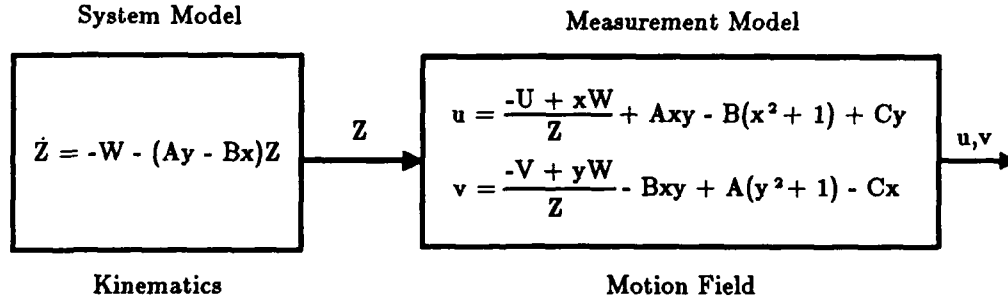 System Model
Measurement Model
Ż = -W - (Ay - Bx)Z
Z
u = (-U + xW)/Z + Axy - B(x² + 1) + Cy
v = (-V + yW)/Z - Bxy + A(y² + 1) - Cx
u,v
Kinematics
Motion Field